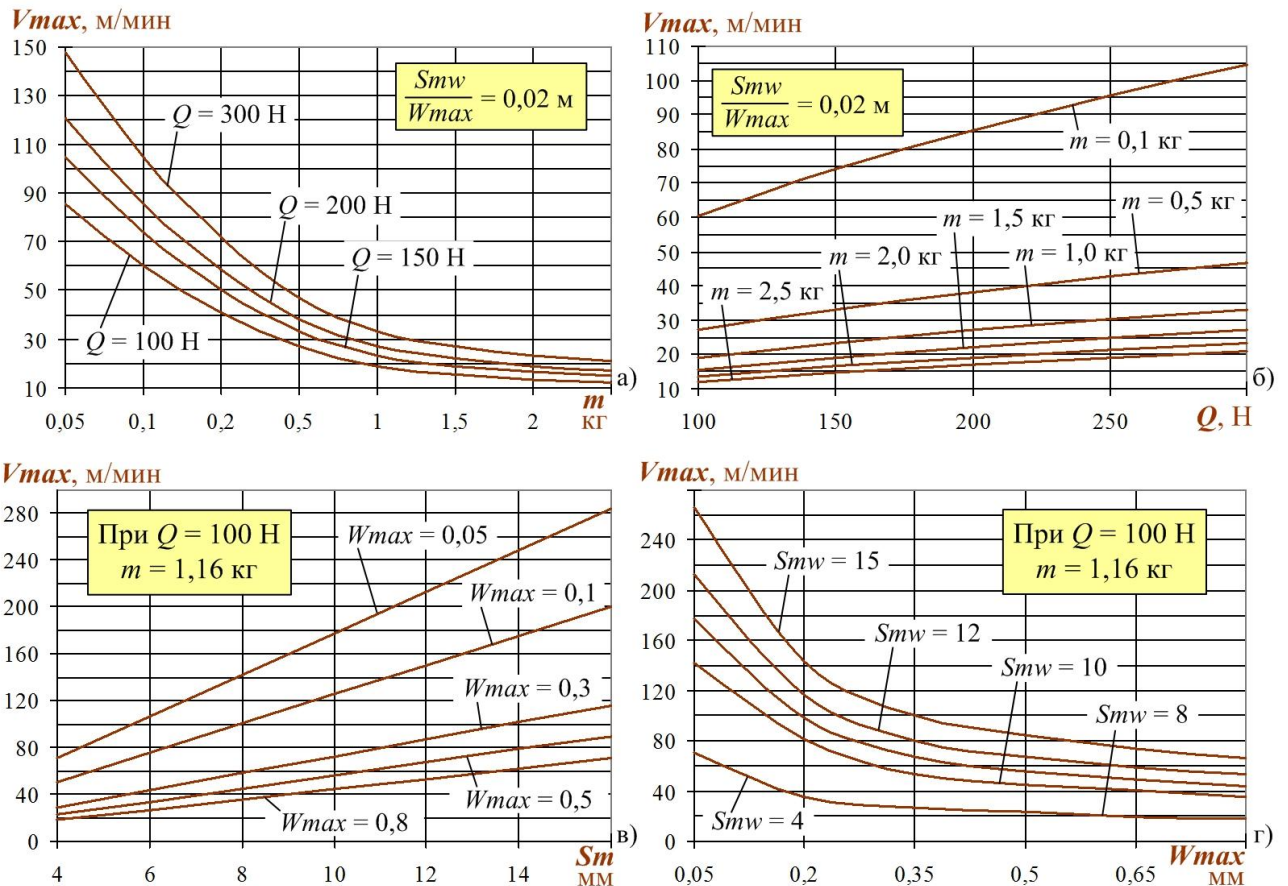 Vmax, м/мин
150
130
110
90
70
50
30
10
Smw
Wmax
= 0,02 м
Q = 300 Н
Q = 200 Н
Q = 150 Н
Q = 100 Н
а)
0,05 0,1 0,2 0,5 1 1,5 2
m
кг
Vmax, м/мин
110
100
90
80
70
60
50
40
30
20
10
Smw
Wmax
= 0,02 м
m = 0,1 кг
m = 0,5 кг
m = 1,5 кг
m = 1,0 кг
m = 2,0 кг
m = 2,5 кг
б)
100 150 200 250
Q, Н
Vmax, м/мин
280
240
200
160
120
80
40
0
При Q = 100 Н
m = 1,16 кг
Wmax = 0,05
Wmax = 0,1
Wmax = 0,3
Wmax = 0,5
Wmax = 0,8
в)
4 6 8 10 12 14
Sm
мм
Vmax, м/мин
240
200
160
120
80
40
0
При Q = 100 Н
m = 1,16 кг
Smw = 15
Smw = 12
Smw = 10
Smw = 8
Smw = 4
г)
0,05 0,2 0,35 0,5 0,65
Wmax
мм